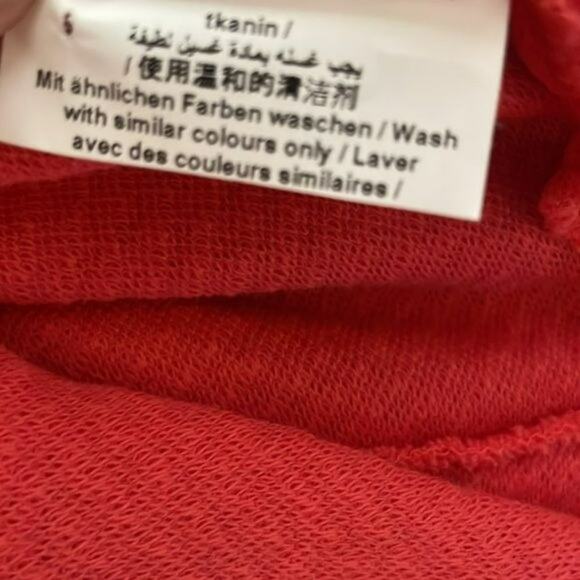 6
tkanin /
يجب غسله بمادة غسيل لطيفة
/ 使用温和的清洁剂
Mit ähnlichen Farben waschen / Wash
with similar colours only / Laver
avec des couleurs similaires /